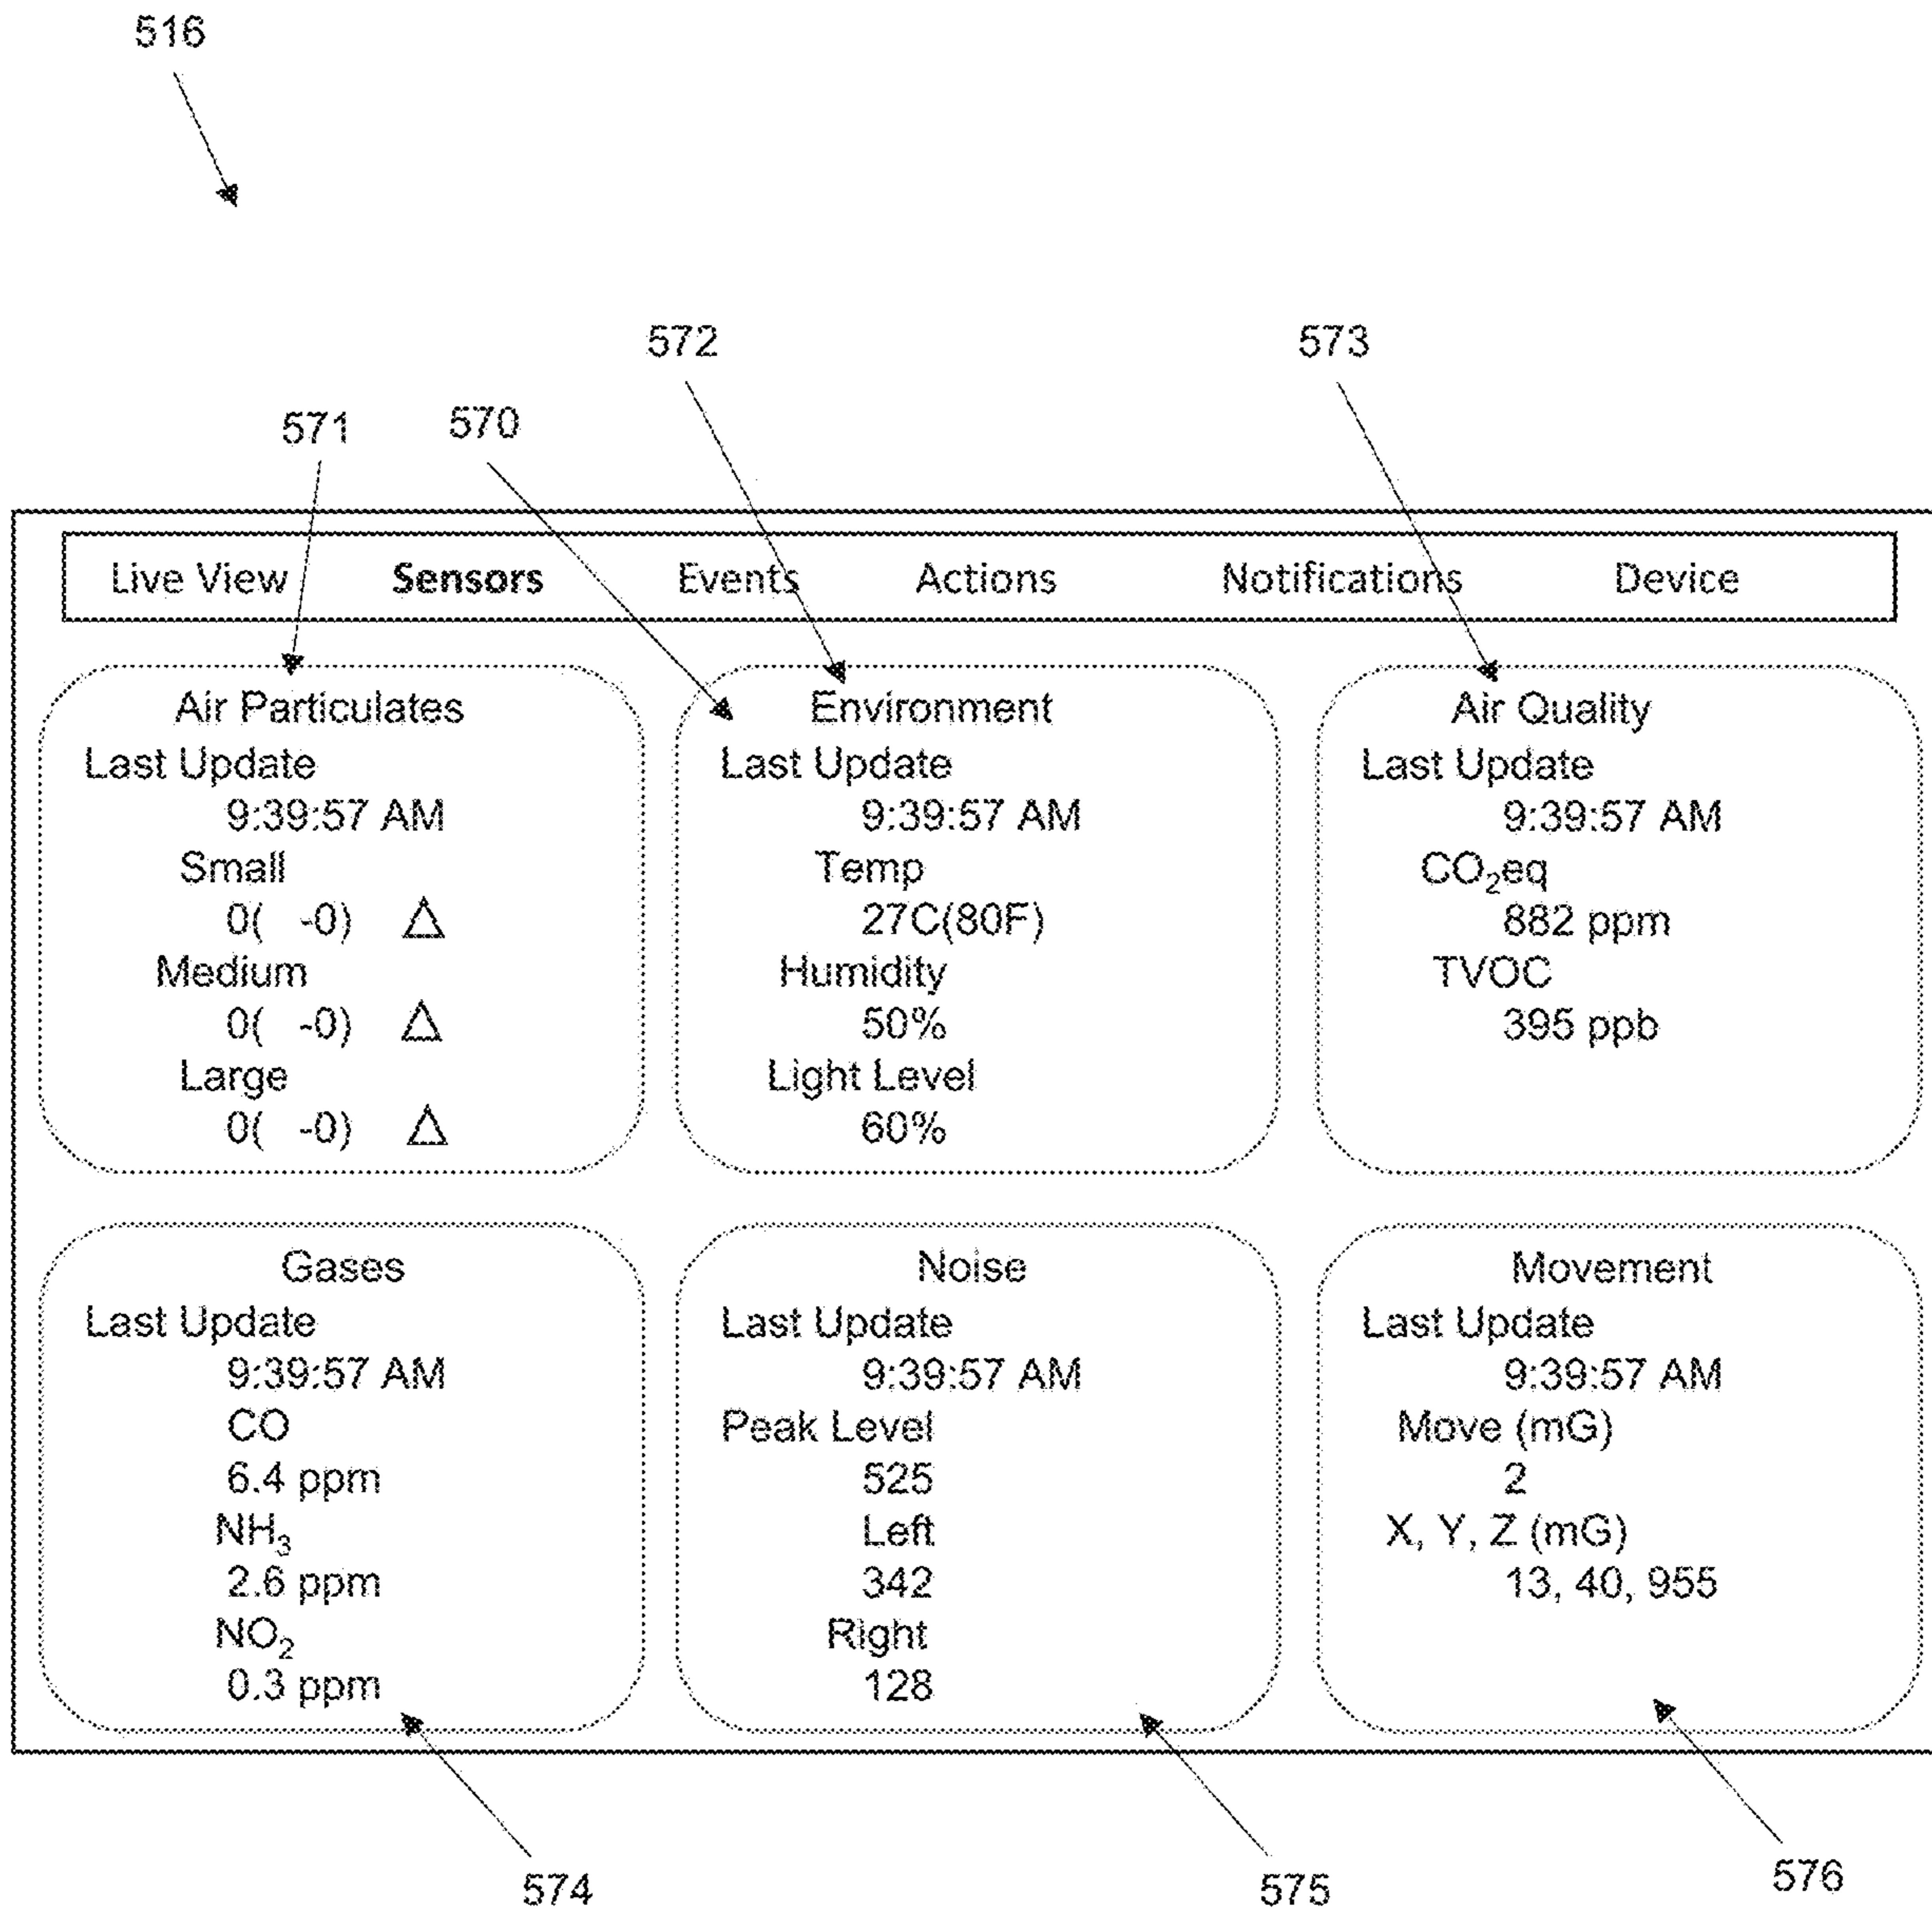 516
572
573
571
570
Live View Sensors Events Actions Notifications Device
Air Particulates
Last Update
9:39:57 AM
Small
0( -0) △
Medium
0( -0) △
Large
0( -0) △
Environment
Last Update
9:39:57 AM
Temp
27C(80F)
Humidity
50%
Light Level
60%
Air Quality
Last Update
9:39:57 AM
CO₂eq
882 ppm
TVOC
395 ppb
Gases
Last Update
9:39:57 AM
CO
6.4 ppm
NH₃
2.6 ppm
NO₂
0.3 ppm
Noise
Last Update
9:39:57 AM
Peak Level
525
Left
342
Right
128
Movement
Last Update
9:39:57 AM
Move (mG)
2
X, Y, Z (mG)
13, 40, 955
574
575
576